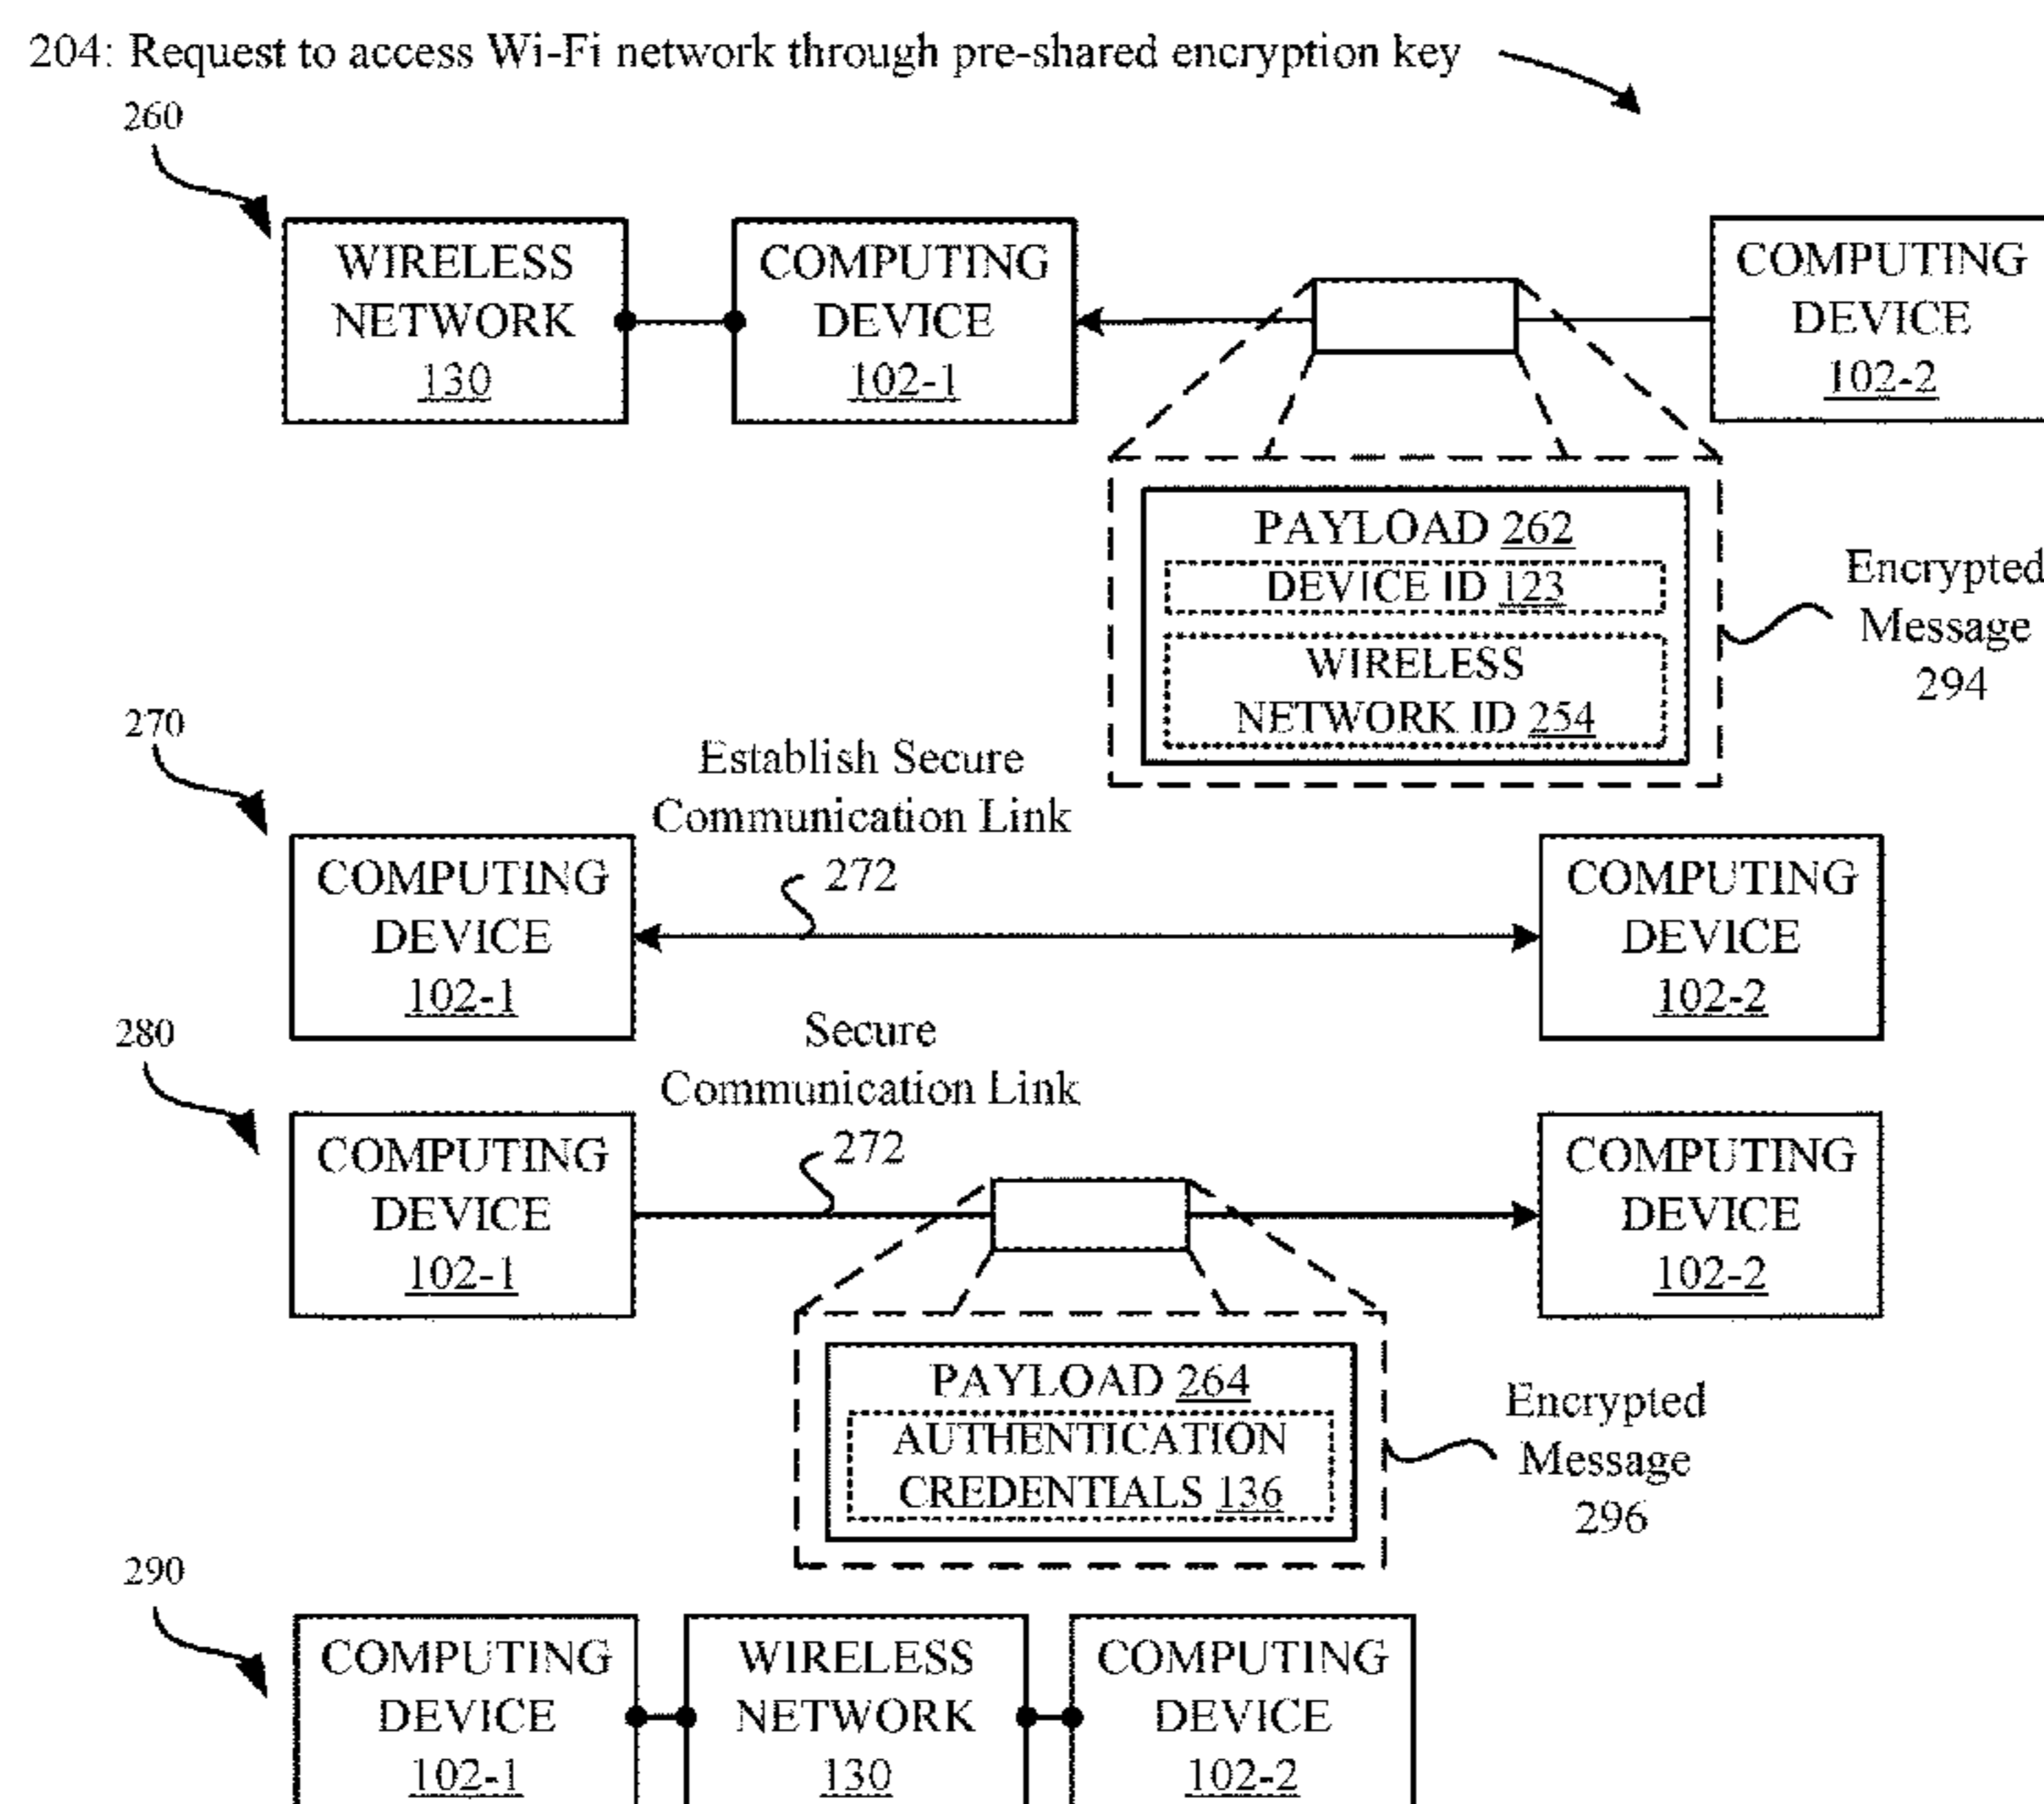 204: Request to access Wi-Fi network through pre-shared encryption key
260
WIRELESS
NETWORK
130
COMPUTING
DEVICE
102-1
COMPUTING
DEVICE
102-2
PAYLOAD 262
DEVICE ID 123
WIRELESS
NETWORK ID 254
Encrypted
Message
294
270
Establish Secure
Communication Link
272
COMPUTING
DEVICE
102-1
COMPUTING
DEVICE
102-2
280
Secure
Communication Link
272
COMPUTING
DEVICE
102-1
COMPUTING
DEVICE
102-2
PAYLOAD 264
AUTHENTICATION
CREDENTIALS 136
Encrypted
Message
296
290
COMPUTING
DEVICE
102-1
WIRELESS
NETWORK
130
COMPUTING
DEVICE
102-2